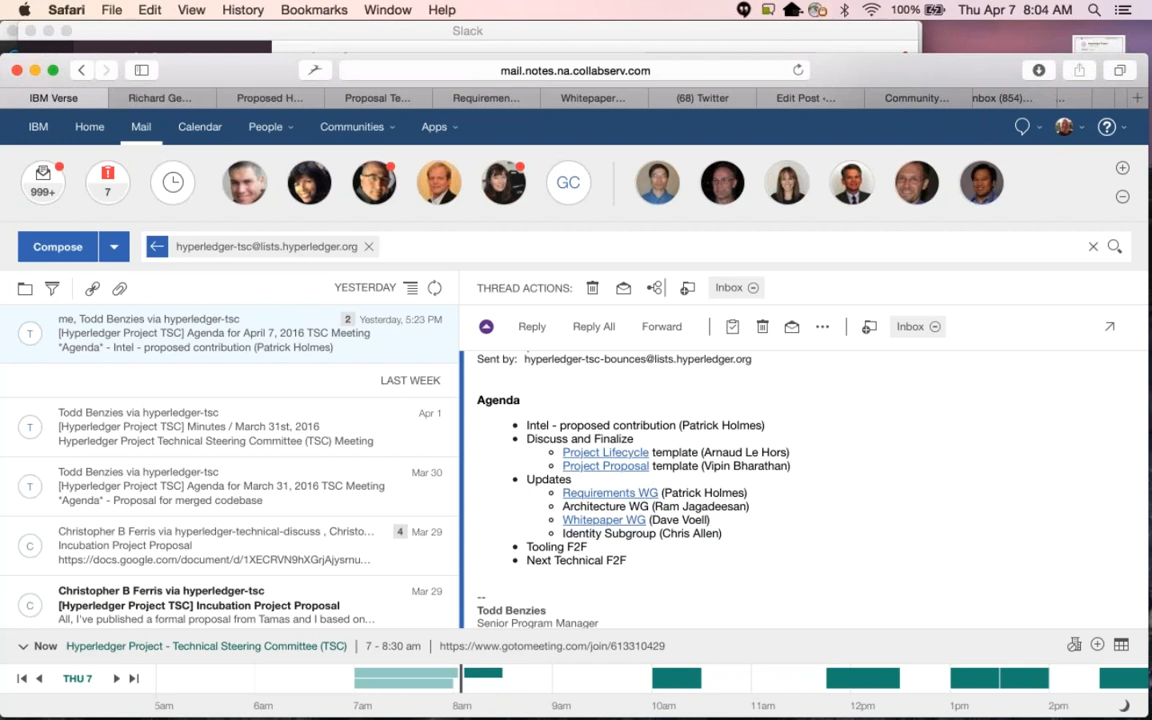 Safari File Edit View History Bookmarks Window Help 100% Thu Apr 7 8:04 AM
Slack
mail.notes.na.collabserv.com
IBM Verse Richard Ge... Proposed H... Proposal Te... Requiremen... Whitepaper... (68) Twitter Edit Post ‹... Community... nbox (854)... ...
IBM Home Mail Calendar People Communities Apps
999+ 7 GC
Compose hyperledger-tsc@lists.hyperledger.org
YESTERDAY
THREAD ACTIONS: Inbox
me, Todd Benzies via hyperledger-tsc 2 Yesterday, 5:23 PM
T [Hyperledger Project TSC] Agenda for April 7, 2016 TSC Meeting
"Agenda" - Intel - proposed contribution (Patrick Holmes)
LAST WEEK
Todd Benzies via hyperledger-tsc Apr 1
T [Hyperledger Project TSC] Minutes / March 31st, 2016
Hyperledger Project Technical Steering Committee (TSC) Meeting
Todd Benzies via hyperledger-tsc Mar 30
T [Hyperledger Project TSC] Agenda for March 31, 2016 TSC Meeting
"Agenda" - Proposal for merged codebase
Christopher B Ferris via hyperledger-technical-discuss , Christo... 4 Mar 29
C Incubation Project Proposal
https://docs.google.com/document/d/1XECRVN9hXGrjAjysrnu...
Christopher B Ferris via hyperledger-tsc Mar 29
C [Hyperledger Project TSC] Incubation Project Proposal
All, I've published a formal proposal from Tamas and I based on...
Reply Reply All Forward Inbox
Sent by: hyperledger-tsc-bounces@lists.hyperledger.org
Agenda
• Intel - proposed contribution (Patrick Holmes)
• Discuss and Finalize
Project Lifecycle template (Arnaud Le Hors)
Project Proposal template (Vipin Bharathan)
• Updates
Requirements WG (Patrick Holmes)
Architecture WG (Ram Jagadeesan)
Whitepaper WG (Dave Voell)
Identity Subgroup (Chris Allen)
• Tooling F2F
• Next Technical F2F
--
Todd Benzies
Senior Program Manager
Now Hyperledger Project - Technical Steering Committee (TSC) | 7 - 8:30 am | https://www.gotomeeting.com/join/613310429
THU 7
5am 6am 7am 8am 9am 10am 11am 12pm 1pm 2pm